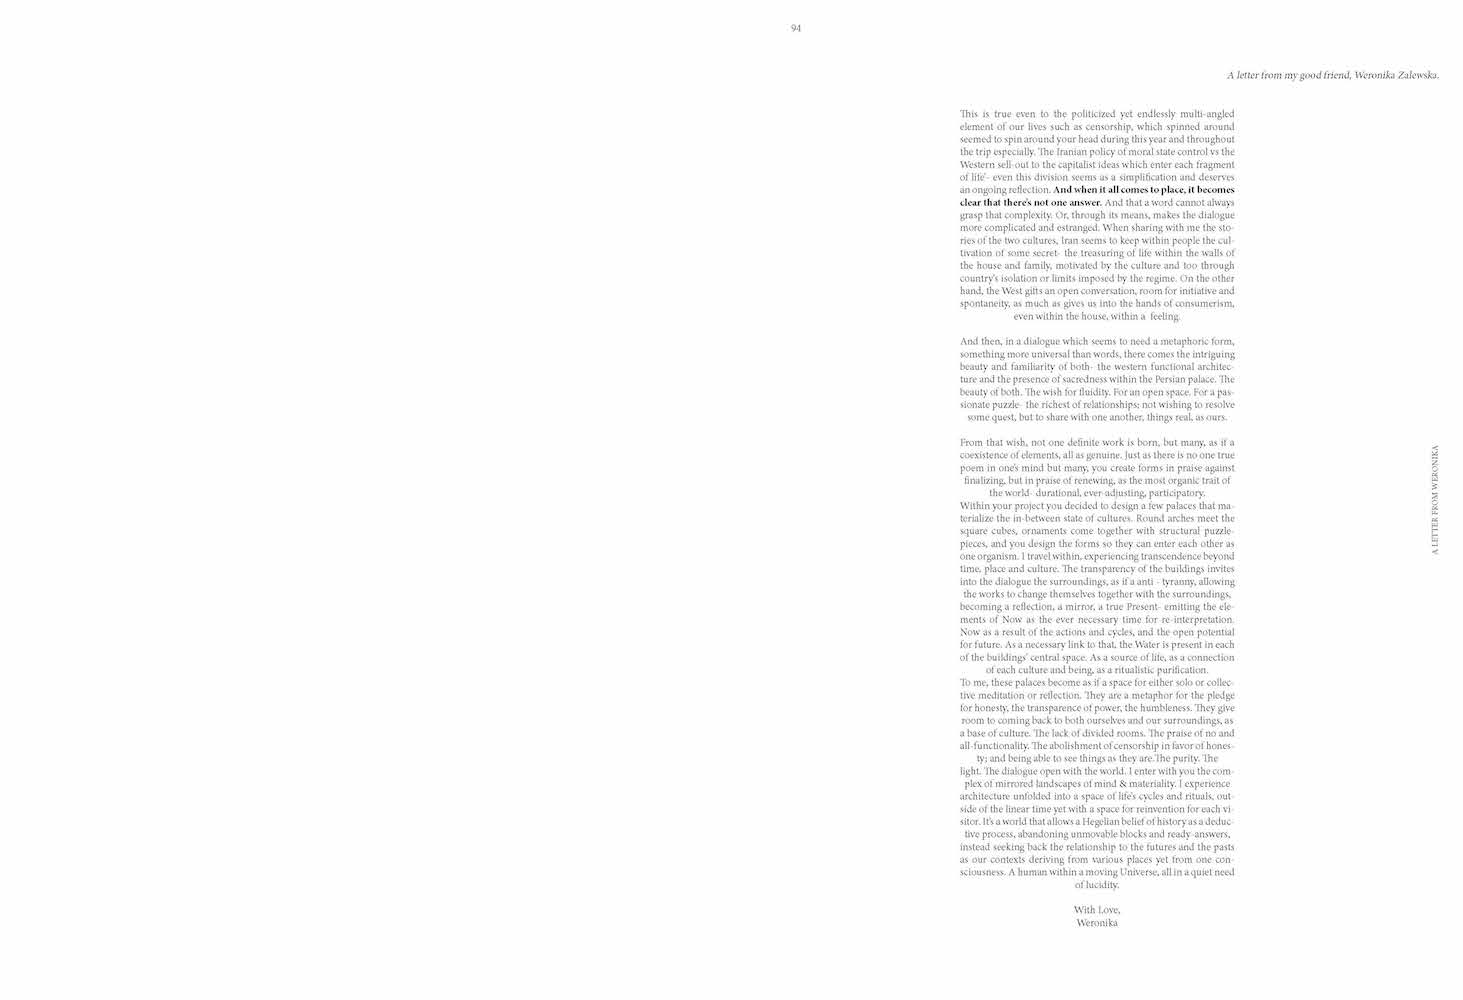 94
A letter from my good friend, Weronika Zalewska.
This is true even to the politicized yet endlessly multi-angled
element of our lives such as censorship, which spinned around
seemed to spin around your head during this year and throughout
the trip especially. The Iranian policy of moral state control vs the
Western sell-out to the capitalist ideas which enter each fragment
of life'- even this division seems as a simplification and deserves
an ongoing reflection. And when it all comes to place, it becomes
clear that there's not one answer. And that a word cannot always
grasp that complexity. Or, through its means, makes the dialogue
more complicated and estranged. When sharing with me the sto-
ries of the two cultures, Iran seems to keep within people the cul-
tivation of some secret- the treasuring of life within the walls of
the house and family, motivated by the culture and too through
country's isolation or limits imposed by the regime. On the other
hand, the West gifts an open conversation, room for initiative and
spontaneity, as much as gives us into the hands of consumerism,
even within the house, within a feeling.
And then, in a dialogue which seems to need a metaphoric form,
something more universal than words, there comes the intriguing
beauty and familiarity of both- the western functional architec-
ture and the presence of sacredness within the Persian palace. The
beauty of both. The wish for fluidity. For an open space. For a pas-
sionate puzzle- the richest of relationships; not wishing to resolve
some quest, but to share with one another, things real, as ours.
From that wish, not one definite work is born, but many, as if a
coexistence of elements, all as genuine. Just as there is no one true
poem in one's mind but many, you create forms in praise against
finalizing, but in praise of renewing, as the most organic trait of
the world- durational, ever-adjusting, participatory.
Within your project you decided to design a few palaces that ma-
terialize the in-between state of cultures. Round arches meet the
square cubes, ornaments come together with structural puzzle-
pieces, and you design the forms so they can enter each other as
one organism. I travel within, experiencing transcendence beyond
time, place and culture. The transparency of the buildings invites
into the dialogue the surroundings, as if a anti - tyranny, allowing
the works to change themselves together with the surroundings,
becoming a reflection, a mirror, a true Present- emitting the ele-
ments of Now as the ever necessary time for re-interpretation.
Now as a result of the actions and cycles, and the open potential
for future. As a necessary link to that, the Water is present in each
of the buildings' central space. As a source of life, as a connection
of each culture and being, as a ritualistic purification.
To me, these palaces become as if a space for either solo or collec-
tive meditation or reflection. They are a metaphor for the pledge
for honesty, the transparence of power, the humbleness. They give
room to coming back to both ourselves and our surroundings, as
a base of culture. The lack of divided rooms. The praise of no and
all-functionality. The abolishment of censorship in favor of hones-
ty; and being able to see things as they are.The purity. The
light. The dialogue open with the world. I enter with you the com-
plex of mirrored landscapes of mind & materiality. I experience
architecture unfolded into a space of life's cycles and rituals, out-
side of the linear time yet with a space for reinvention for each vi-
sitor. It's a world that allows a Hegelian belief of history as a deduc-
tive process, abandoning unmovable blocks and ready-answers,
instead seeking back the relationship to the futures and the pasts
as our contexts deriving from various places yet from one con-
sciousness. A human within a moving Universe, all in a quiet need
of lucidity.
With Love,
Weronika
A LETTER FROM WERONIKA